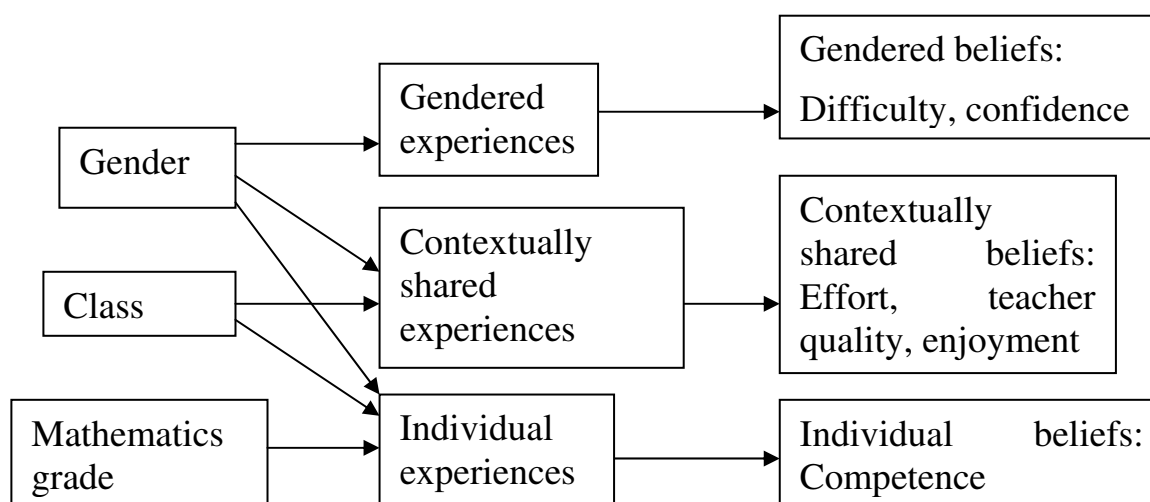 Gender
Class
Mathematics
grade
Gendered
experiences
Contextually
shared
experiences
Individual
experiences
Gendered beliefs:
Difficulty, confidence
Contextually
shared beliefs:
Effort, teacher
quality, enjoyment
Individual beliefs:
Competence